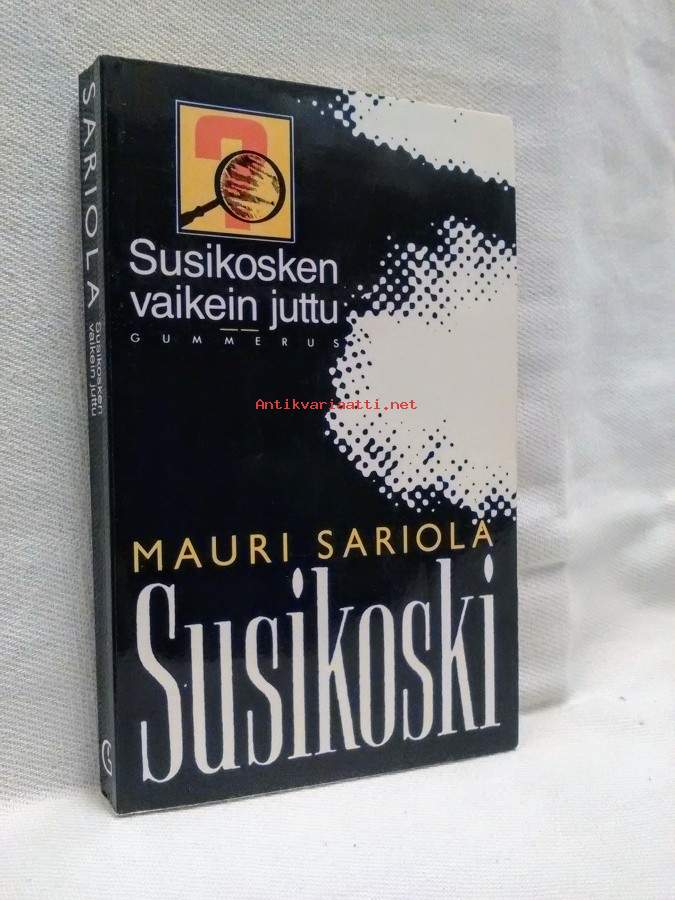 SARIOLA
Susikosken
vaikein juttu
?
Susikosken
vaikein juttu
GUMMERUS
Antikvariaatti.net
MAURI SARIOLA
Susikoski
G